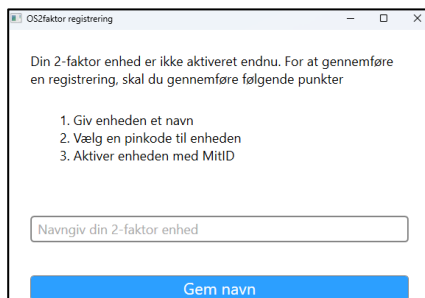 OS2faktor registrering
Din 2-faktor enhed er ikke aktiveret endnu. For at gennemføre
en registrering, skal du gennemføre følgende punkter
1. Giv enheden et navn
2. Vælg en pinkode til enheden
3. Aktiver enheden med MitID
Navngiv din 2-faktor enhed
Gem navn